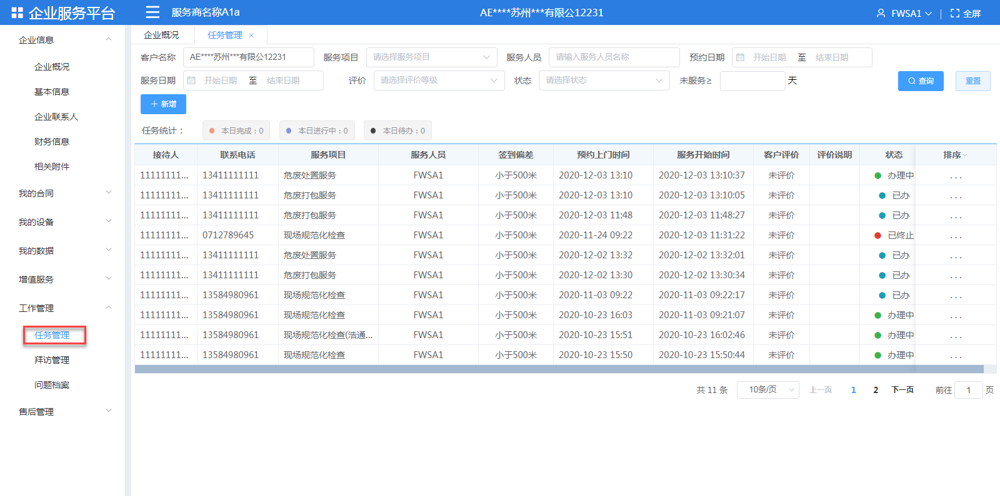 企业服务平台 服务商名称A1a AE****苏州***有限公12231 FWSA1 全屏
企业信息
企业概况
基本信息
企业联系人
财务信息
相关附件
我的合同
我的设备
我的数据
增值服务
工作管理
任务管理
拜访管理
问题档案
售后管理
企业概况 任务管理 ×
客户名称 AE****苏州***有限公12231 服务项目 请选择服务项目 服务人员 请输入服务人员名称 预约日期 开始日期 至 结束日期
服务日期 开始日期 至 结束日期 评价 请选择评价等级 状态 请选择状态 未服务≥ 天 查询 重置
+ 新增
任务统计： 本日完成：0 本日进行中：0 本日待办：0
接待人 联系电话 服务项目 服务人员 签到偏差 预约上门时间 服务开始时间 客户评价 评价说明 状态 排序
11111111... 13411111111 危废处置服务 FWSA1 小于500米 2020-12-03 13:10 2020-12-03 13:10:37 未评价 办理中 ...
11111111... 13411111111 危废打包服务 FWSA1 小于500米 2020-12-03 13:10 2020-12-03 13:10:05 未评价 已办 ...
11111111... 13411111111 危废打包服务 FWSA1 小于500米 2020-12-03 11:48 2020-12-03 11:48:27 未评价 已办 ...
11111111... 0712789645 现场规范化检查 FWSA1 小于500米 2020-11-24 09:22 2020-12-03 11:31:22 未评价 已终止 ...
11111111... 13411111111 危废处置服务 FWSA1 小于500米 2020-12-02 13:32 2020-12-02 13:32:01 未评价 已办 ...
11111111... 13411111111 危废打包服务 FWSA1 小于500米 2020-12-02 13:30 2020-12-02 13:30:34 未评价 已办 ...
11111111... 13584980961 现场规范化检查 FWSA1 小于500米 2020-11-03 09:22 2020-11-03 09:22:17 未评价 已办 ...
11111111... 13584980961 现场规范化检查 FWSA1 小于500米 2020-10-23 16:03 2020-11-03 09:21:07 未评价 办理中 ...
11111111... 13584980961 现场规范化检查(浩通... FWSA1 小于500米 2020-10-23 15:51 2020-10-23 16:02:46 未评价 办理中 ...
11111111... 13584980961 现场规范化检查 FWSA1 小于500米 2020-10-23 15:50 2020-10-23 15:50:44 未评价 办理中 ...
共 11 条 10条/页 上一页 1 2 下一页 前往 1 页